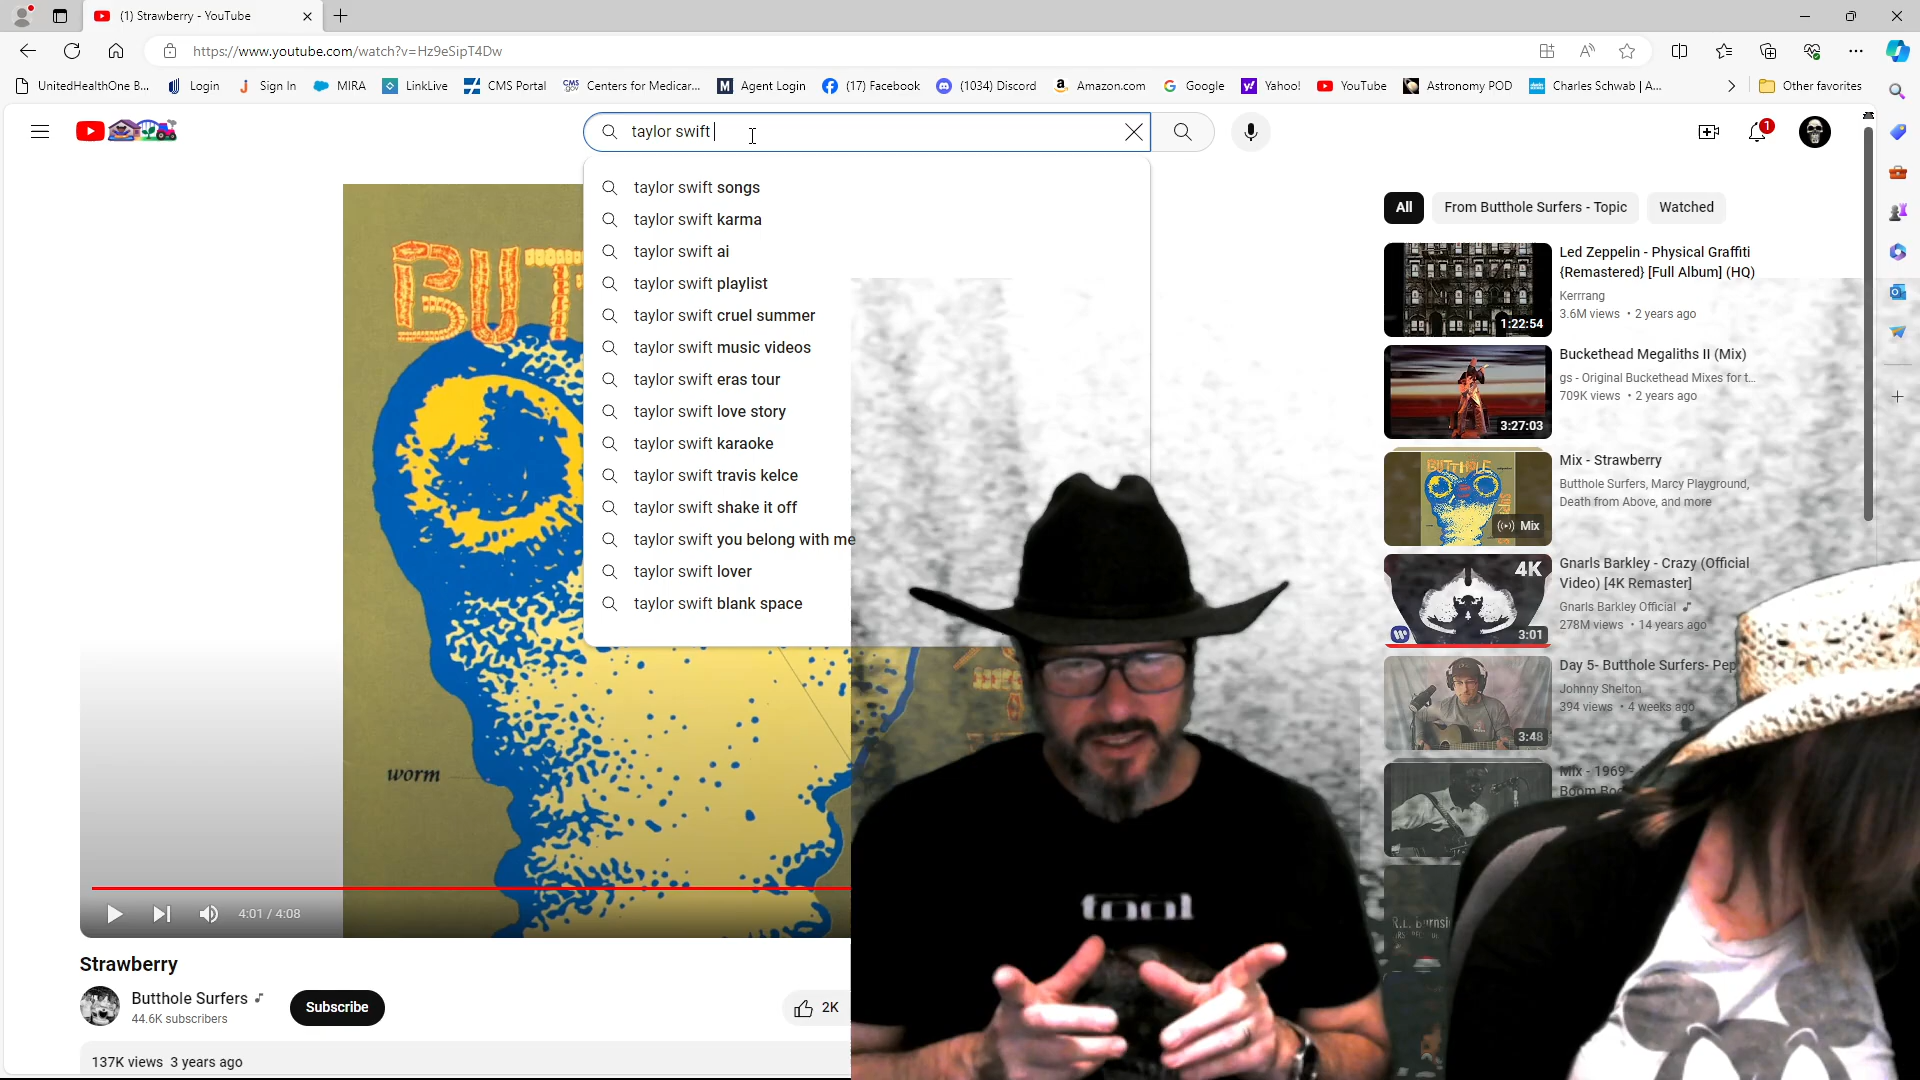 (1) Strawberry - YouTube
https://www.youtube.com/watch?v=Hz9eSipT4Dw
UnitedHealthOne B...
Login
Sign In
MIRA
LinkLive
CMS Portal
CMS
Centers for Medicar...
M
Agent Login
(17) Facebook
(1034) Discord
Amazon.com
Google
Yahoo!
YouTube
Astronomy POD
Charles Schwab | A...
Other favorites
taylor swift
1
taylor swift songs
taylor swift karma
taylor swift ai
taylor swift playlist
taylor swift cruel summer
taylor swift music videos
taylor swift eras tour
taylor swift love story
taylor swift karaoke
taylor swift travis kelce
taylor swift shake it off
taylor swift you belong with me
taylor swift lover
taylor swift blank space
BUT
worm
4:01 / 4:08
Strawberry
Butthole Surfers
44.6K subscribers
Subscribe
2K
137K views 3 years ago
All
From Butthole Surfers - Topic
Watched
1:22:54
Led Zeppelin - Physical Graffiti
{Remastered} [Full Album] (HQ)
Kerrrang
3.6M views • 2 years ago
3:27:03
Buckethead Megaliths II (Mix)
gs - Original Buckethead Mixes for t...
709K views • 2 years ago
BUTTHOLE
Mix
Mix - Strawberry
Butthole Surfers, Marcy Playground,
Death from Above, and more
4K
3:01
Gnarls Barkley - Crazy (Official
Video) [4K Remaster]
Gnarls Barkley Official
278M views • 14 years ago
3:48
Day 5- Butthole Surfers- Pep
Johnny Shelton
394 views • 4 weeks ago
Mix - 1969 -
Boom Boo
R.L. Burnsi
tool